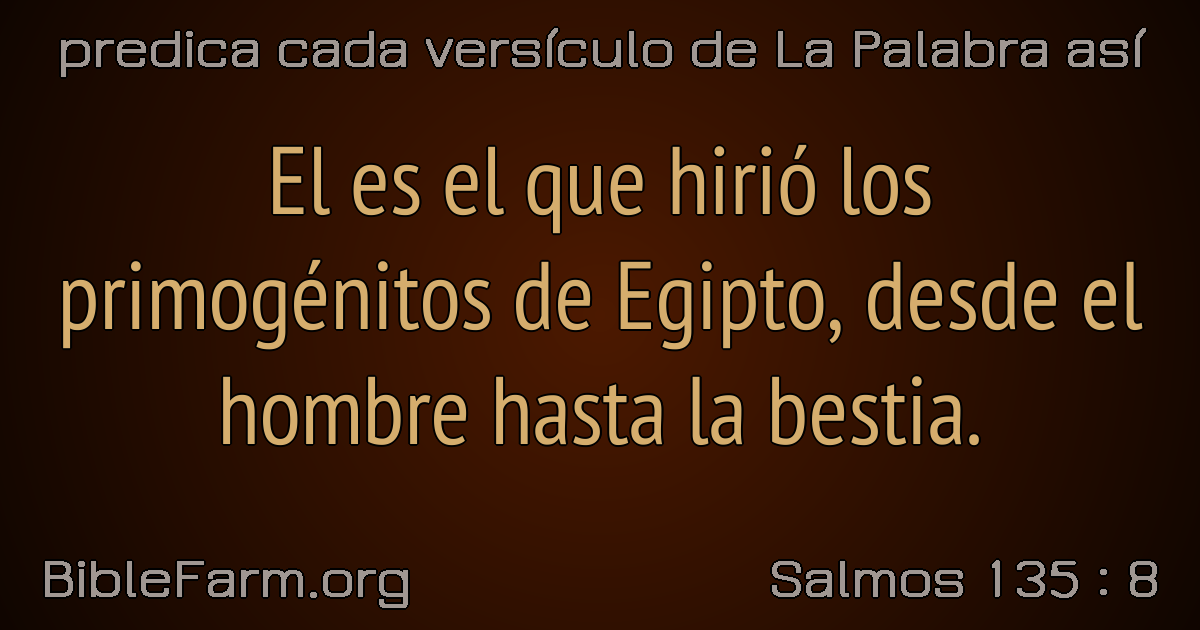 predica cada versículo de La Palabra así
El es el que hirió los
primogénitos de Egipto, desde el
hombre hasta la bestia.
BibleFarm.org
Salmos 135 : 8